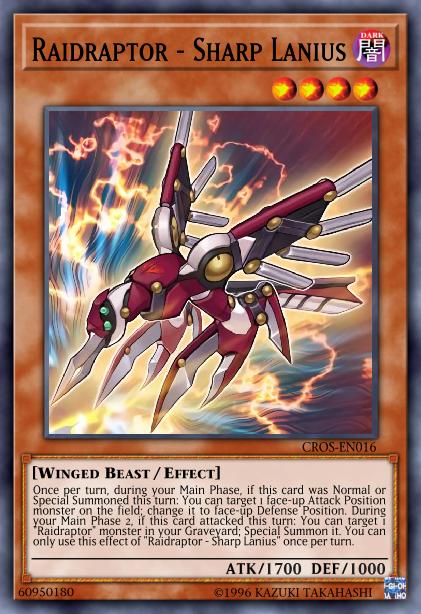 Raidraptor - Sharp Lanius
DARK
闇
CROS-EN016
[Winged Beast / Effect]
Once per turn, during your Main Phase, if this card was Normal or
Special Summoned this turn: You can target 1 face-up Attack Position
monster on the field; change it to face-up Defense Position. During
your Main Phase 2, if this card attacked this turn: You can target 1
"Raidraptor" monster in your Graveyard; Special Summon it. You can
only use this effect of "Raidraptor - Sharp Lanius" once per turn.
ATK/1700 DEF/1000
60950180
©1996 KAZUKI TAKAHASHI